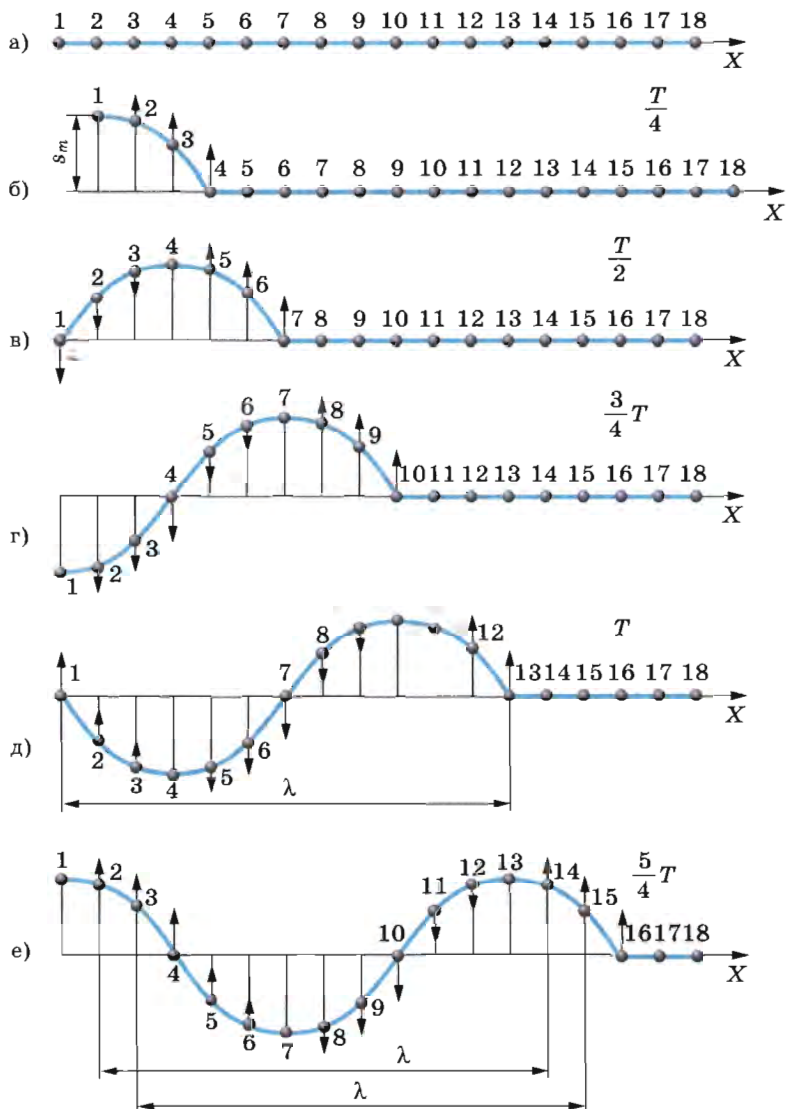 1 2 3 4 5 6 7 8 9 10 11 12 13 14 15 16 17 18
а) X
1 2 3 T/4
s_m
4 5 6 7 8 9 10 11 12 13 14 15 16 17 18
б) X
1 2 3 4 5 6 T/2
7 8 9 10 11 12 13 14 15 16 17 18
в) X
4 5 6 7 8 9 3/4 T
10 11 12 13 14 15 16 17 18
X
г) 1 2 3
1 7 8 12 T
13 14 15 16 17 18
X
д) 2 3 4 5 6
λ
1 2 3 10 11 12 13 14 15 5/4 T
16 17 18
е) 4 X
5 6 7 8 9
λ
λ